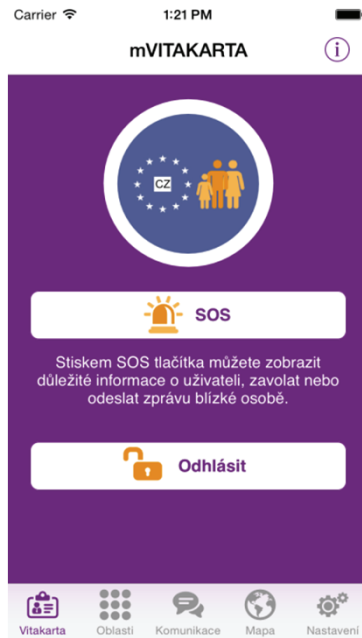 Carrier 1:21 PM
mVITAKARTA
CZ
SOS
Stiskem SOS tlačítka můžete zobrazit
důležité informace o uživateli, zavolat nebo
odeslat zprávu blízké osobě.
Odhlásit
Vitakarta Oblasti Komunikace Mapa Nastavení